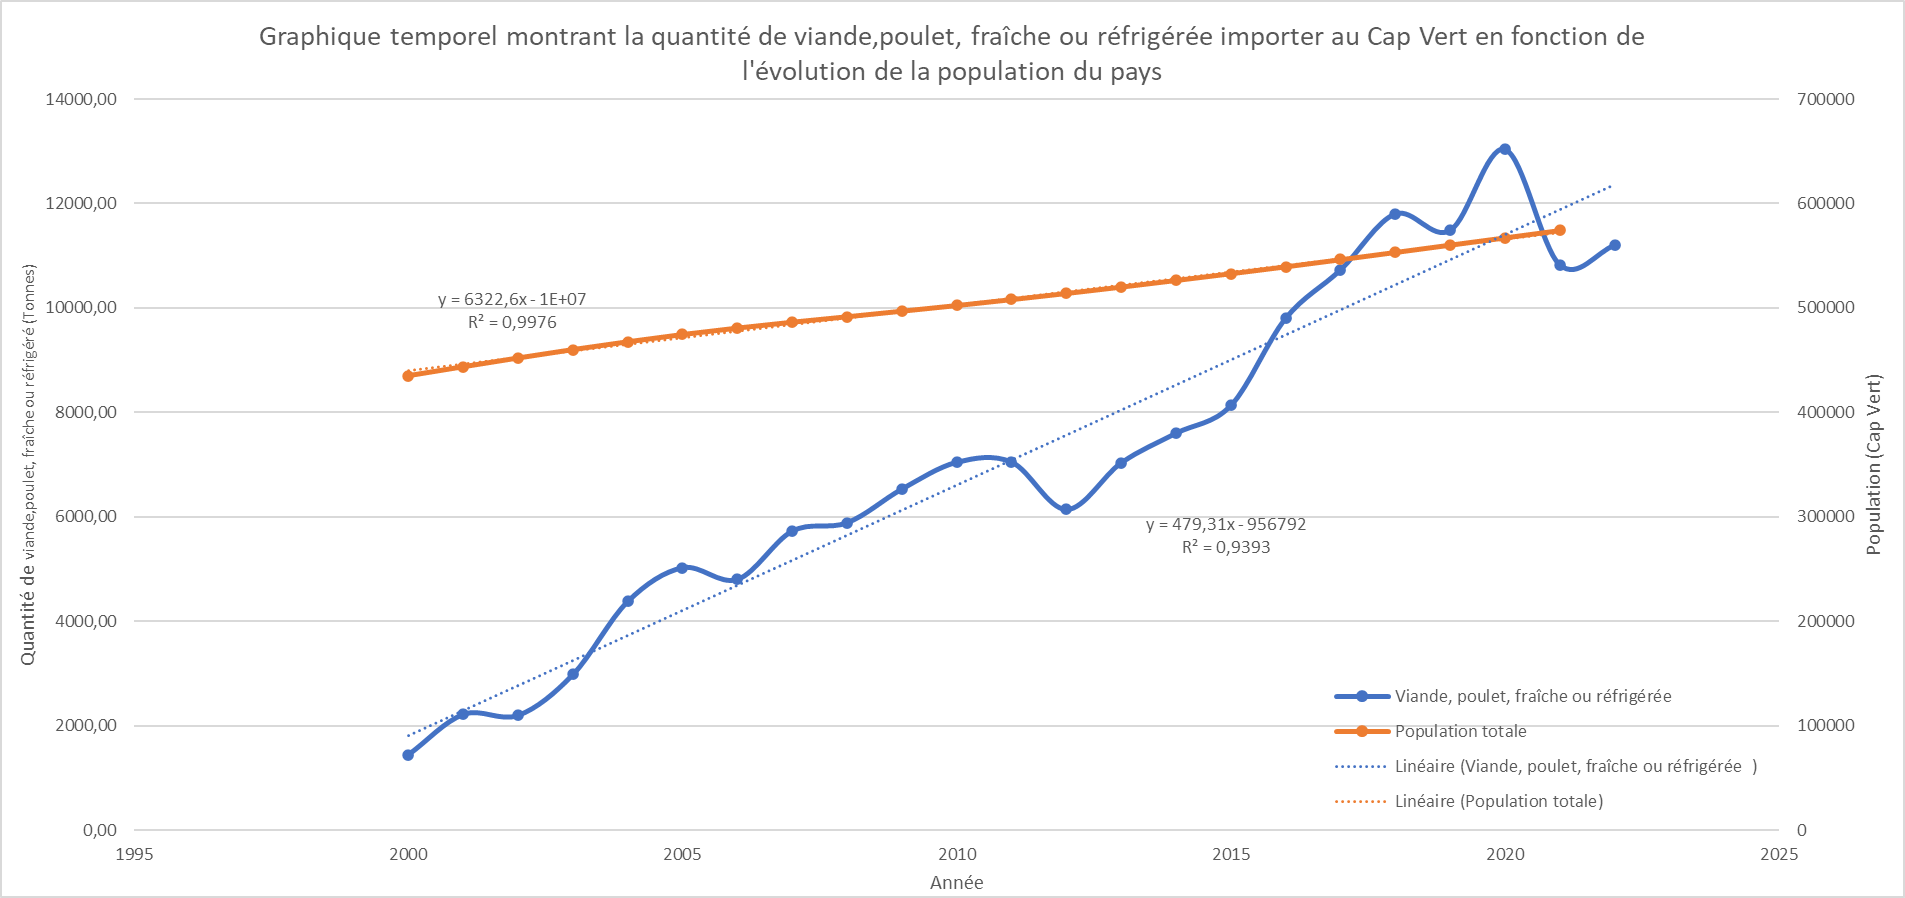 Graphique temporel montrant la quantité de viande,poulet, fraîche ou réfrigérée importer au Cap Vert en fonction de
l'évolution de la population du pays
14000,00
12000,00
10000,00
8000,00
6000,00
4000,00
2000,00
0,00
Quantité de viande,poulet, fraîche ou réfrigéré (Tonnes)
y = 6322,6x - 1E+07
R² = 0,9976
y = 479,31x - 956792
R² = 0,9393
Viande, poulet, fraîche ou réfrigérée
Population totale
Linéaire (Viande, poulet, fraîche ou réfrigérée )
Linéaire (Population totale)
700000
600000
500000
400000
300000
200000
100000
0
Population (Cap Vert)
1995
2000
2005
2010
2015
2020
2025
Année